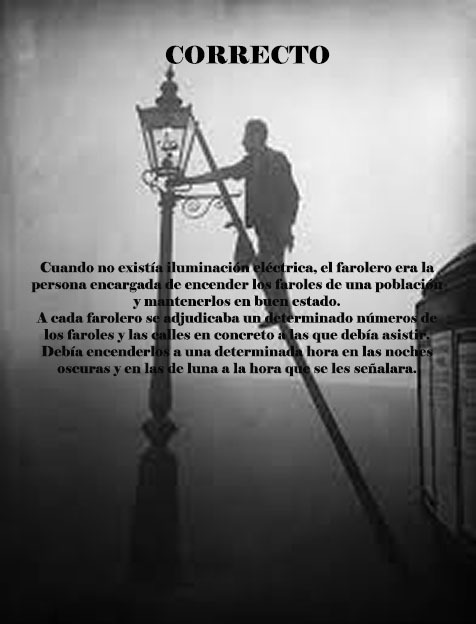 CORRECTO
Cuando no existía iluminación eléctrica, el farolero era la
persona encargada de encender los faroles de una población
y mantenerlos en buen estado.
A cada farolero se adjudicaba un determinado números de
los faroles y las calles en concreto a las que debía asistir.
Debía encenderlos a una determinada hora en las noches
oscuras y en las de luna a la hora que se les señalara.